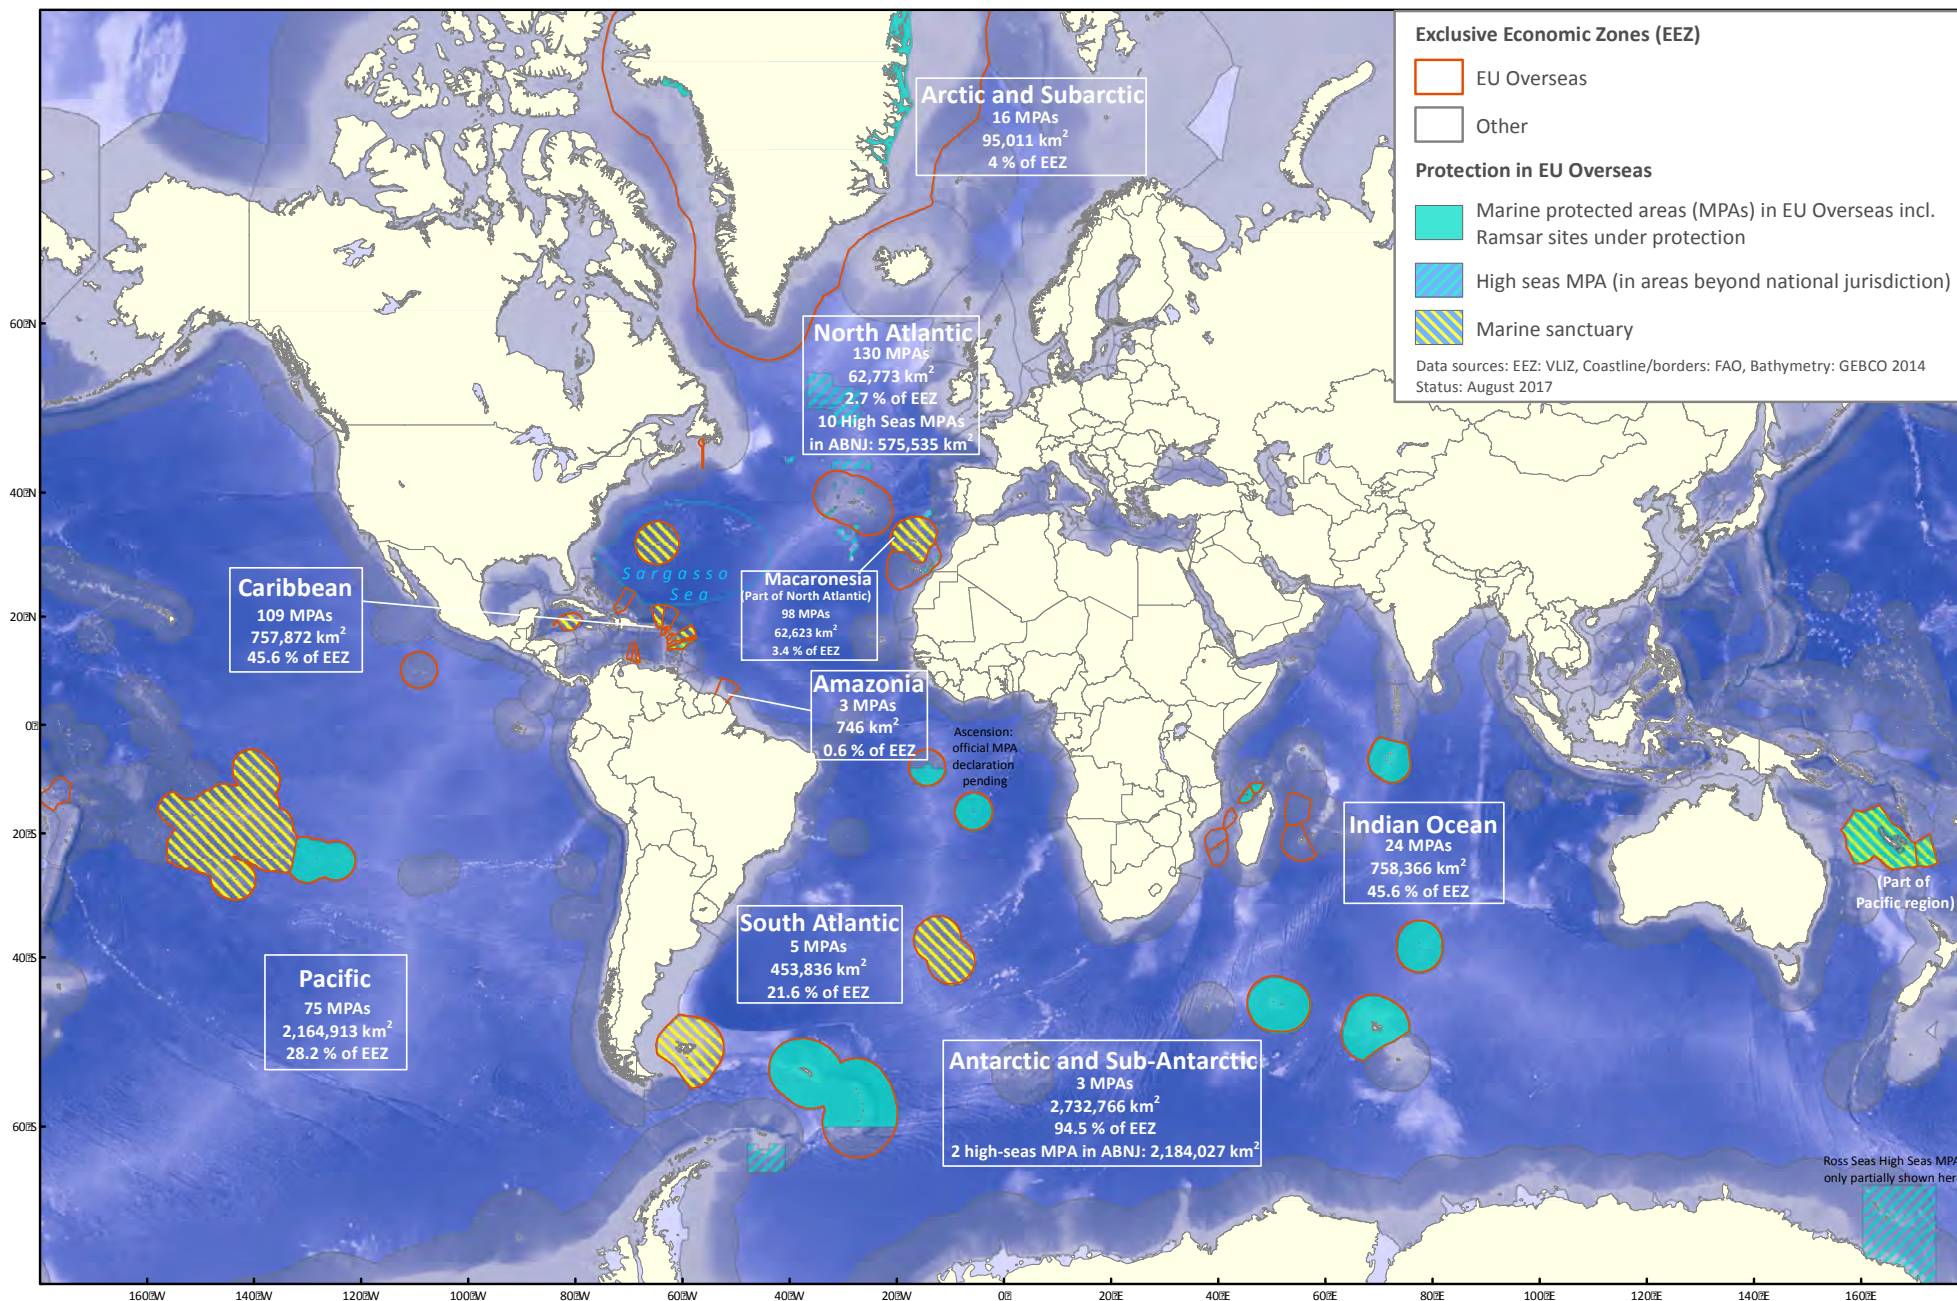 Exclusive Economic Zones (EEZ)
EU Overseas
Other
Protection in EU Overseas
Marine protected areas (MPAs) in EU Overseas incl.
Ramsar sites under protection
High seas MPA (in areas beyond national jurisdiction)
Marine sanctuary
Data sources: EEZ: VLIZ, Coastline/borders: FAO, Bathymetry: GEBCO 2014
Status: August 2017
Arctic and Subarctic
16 MPAs
95,011 km²
4 % of EEZ
North Atlantic
130 MPAs
62,773 km²
2.7 % of EEZ
10 High Seas MPAs
in ABNJ: 575,535 km²
Sargasso
Sea
Caribbean
109 MPAs
757,872 km²
45.6 % of EEZ
Macaronesia
(Part of North Atlantic)
98 MPAs
62,623 km²
3.4 % of EEZ
Amazonia
3 MPAs
746 km²
0.6 % of EEZ
Ascension:
official MPA
declaration
pending
Indian Ocean
24 MPAs
758,366 km²
45.6 % of EEZ
(Part of
Pacific region)
South Atlantic
5 MPAs
453,836 km²
21.6 % of EEZ
Pacific
75 MPAs
2,164,913 km²
28.2 % of EEZ
Antarctic and Sub-Antarctic
3 MPAs
2,732,766 km²
94.5 % of EEZ
2 high-seas MPA in ABNJ: 2,184,027 km²
Ross Seas High Seas MPA
only partially shown her
60°N
40°N
20°N
0°
20°S
40°S
60°S
160°W 140°W 120°W 100°W 80°W 60°W 40°W 20°W 0° 20°E 40°E 60°E 80°E 100°E 120°E 140°E 160°E